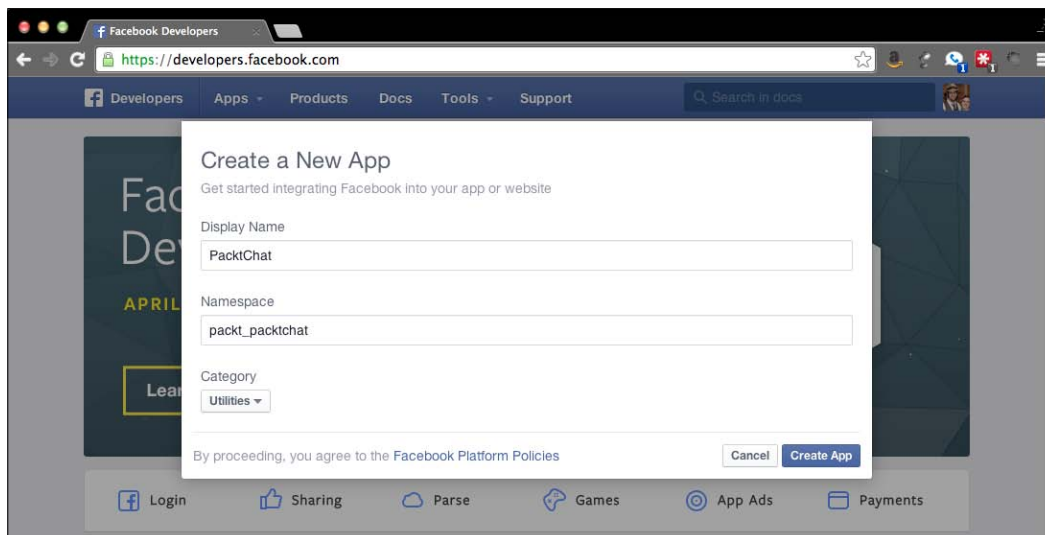 Facebook Developers
https://developers.facebook.com
Developers Apps Products Docs Tools Support Search in docs
Create a New App
Get started integrating Facebook into your app or website
Display Name
PacktChat
Namespace
packt_packtchat
Category
Utilities
By proceeding, you agree to the Facebook Platform Policies Cancel Create App
Fac
Dev
APRIL
Lear
Login Sharing Parse Games App Ads Payments